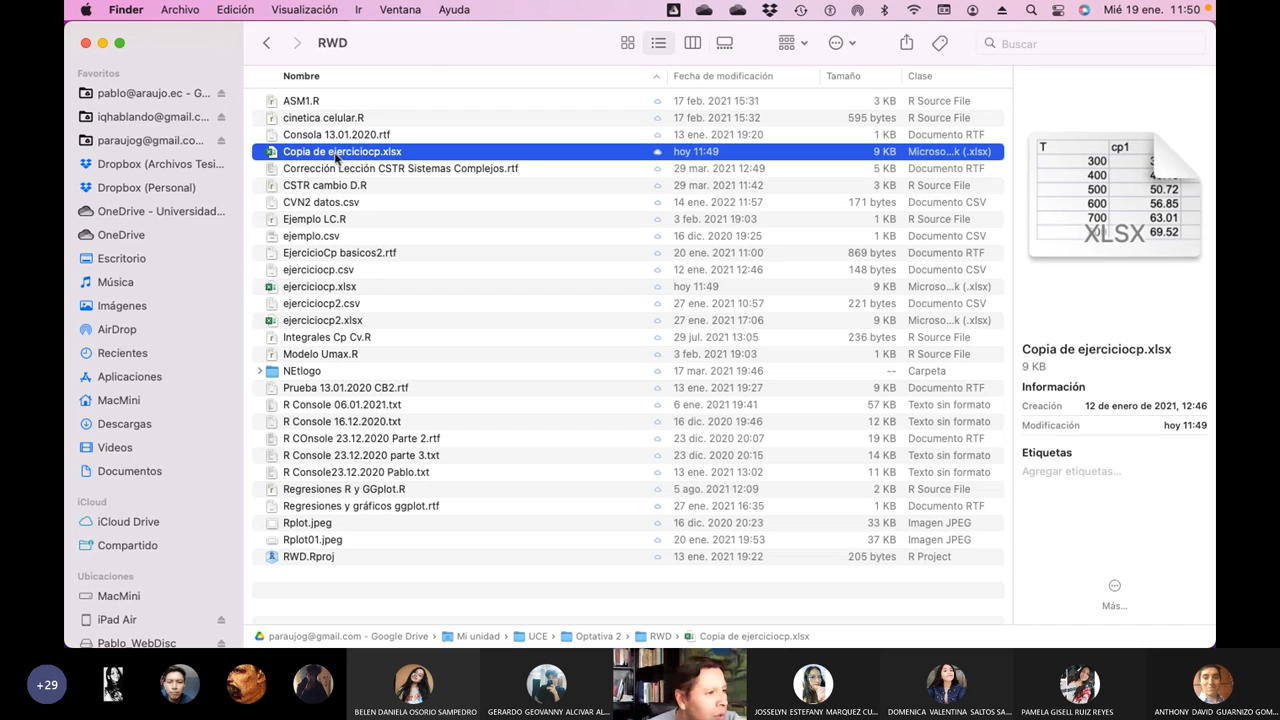 Finder Archivo Edición Visualización Ir Ventana Ayuda Mié 19 ene. 11:50
RWD
Buscar
Favoritos
pablo@araujo.ec - G...
iqhablando@gmail.c...
paraujog@gmail.co...
Dropbox (Archivos Tesi...
Dropbox (Personal)
OneDrive - Universidad...
OneDrive
Escritorio
Música
Imágenes
AirDrop
Recientes
Aplicaciones
MacMini
Descargas
Videos
Documentos
iCloud
iCloud Drive
Compartido
Ubicaciones
MacMini
iPad Air
Pablo_WebDisc
Nombre Fecha de modificación Tamaño Clase
ASM1.R 17 feb. 2021 15:31 3 KB R Source File
cinetica celular.R 17 feb. 2021 15:32 595 bytes R Source File
Consola 13.01.2020.rtf 13 ene. 2021 19:20 1 KB Documento RTF
Copia de ejerciciocp.xlsx hoy 11:49 9 KB Microso...k (.xlsx)
Corrección Lección CSTR Sistemas Complejos.rtf 29 mar. 2021 12:49 5 KB Documento RTF
CSTR cambio D.R 29 mar. 2021 11:42 3 KB R Source File
CVN2 datos.csv 14 ene. 2022 11:57 171 bytes Documento CSV
Ejemplo LC.R 3 feb. 2021 19:03 1 KB R Source File
ejemplo.csv 16 dic. 2020 19:25 1 KB Documento CSV
EjercicioCp basicos2.rtf 20 ene. 2021 11:00 869 bytes Documento RTF
ejerciciocp.csv 12 ene. 2021 12:46 148 bytes Documento CSV
ejerciciocp.xlsx hoy 11:49 9 KB Microso...k (.xlsx)
ejerciciocp2.csv 27 ene. 2021 10:57 221 bytes Documento CSV
ejerciciocp2.xlsx 27 ene. 2021 17:06 9 KB Microso...k (.xlsx)
Integrales Cp Cv.R 29 jul. 2021 13:05 236 bytes R Source File
Modelo Umax.R 3 feb. 2021 19:03 1 KB R Source File
NEtlogo 17 mar. 2021 19:46 -- Carpeta
Prueba 13.01.2020 CB2.rtf 13 ene. 2021 19:27 9 KB Documento RTF
R Console 06.01.2021.txt 6 ene. 2021 19:41 57 KB Texto sin formato
R Console 16.12.2020.txt 16 dic. 2020 19:46 12 KB Texto sin formato
R COnsole 23.12.2020 Parte 2.rtf 23 dic. 2020 20:07 19 KB Documento RTF
R Console 23.12.2020 parte 3.txt 23 dic. 2020 20:15 14 KB Texto sin formato
R Console23.12.2020 Pablo.txt 13 ene. 2021 13:02 11 KB Texto sin formato
Regresiones R y GGplot.R 5 ago. 2021 12:09 2 KB R Source File
Regresiones y gráficos ggplot.rtf 27 ene. 2021 16:35 1 KB Documento RTF
Rplot.jpeg 16 dic. 2020 20:23 33 KB Imagen JPEG
Rplot01.jpeg 20 ene. 2021 19:53 37 KB Imagen JPEG
RWD.Rproj 13 ene. 2021 19:22 205 bytes R Project
T cp1
300 3
400
500 50.72
600 56.85
700 63.01
69.52
XLSX
Copia de ejerciciocp.xlsx
9 KB
Información
Creación 12 de enero de 2021, 12:46
Modificación hoy 11:49
Etiquetas
Agregar etiquetas...
Más...
paraujog@gmail.com - Google Drive › Mi unidad › UCE › Optativa 2 › RWD › Copia de ejerciciocp.xlsx
+29
BELEN DANIELA OSORIO SAMPEDRO
GERARDO GEOVANNY ALCIVAR AL...
JOSSELYN ESTEFANY MARQUEZ CU...
DOMENICA VALENTINA SALTOS SA...
PAMELA GISELL RUIZ REYES
ANTHONY DAVID GUARNIZO GOM...